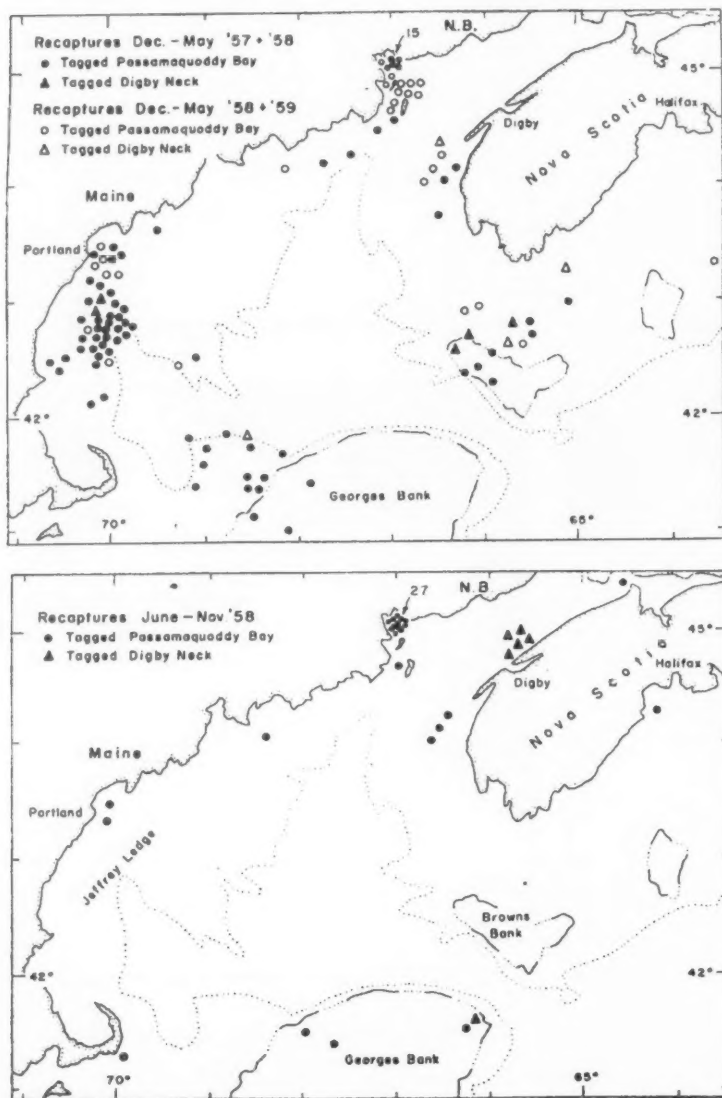 Recaptures Dec.-May '57 + '58
● Tagged Passamaquoddy Bay
▲ Tagged Digby Neck
Recaptures Dec.-May '58 + '59
○ Tagged Passamaquoddy Bay
△ Tagged Digby Neck
15
N.B.
45°
Halifax
Digby
Nova Scotia
Maine
Portland
42°
42°
Georges Bank
70°
65°
Recaptures June-Nov. '58
● Tagged Passamaquoddy Bay
▲ Tagged Digby Neck
27
N.B
45°
Halifax
Digby
Nova Scotia
Maine
Portland
Jeffrey Ledge
Browns
Bank
42°
42°
Georges Bank
70°
65°